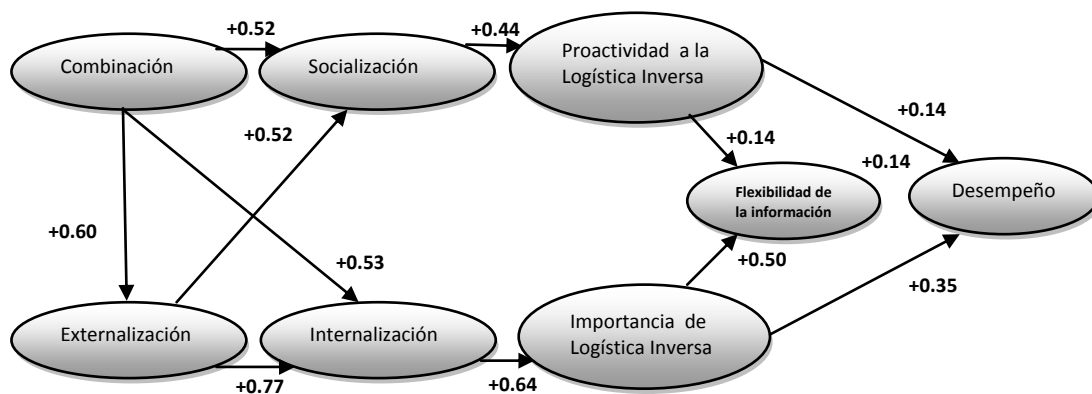 +0.52
+0.44
Combinación
Socialización
Proactividad a la
Logística Inversa
+0.14
+0.52
+0.14
+0.14
Flexibilidad de
la información
Desempeño
+0.60
+0.53
+0.50
+0.35
Externalización
Internalización
Importancia de
Logística Inversa
+0.77
+0.64